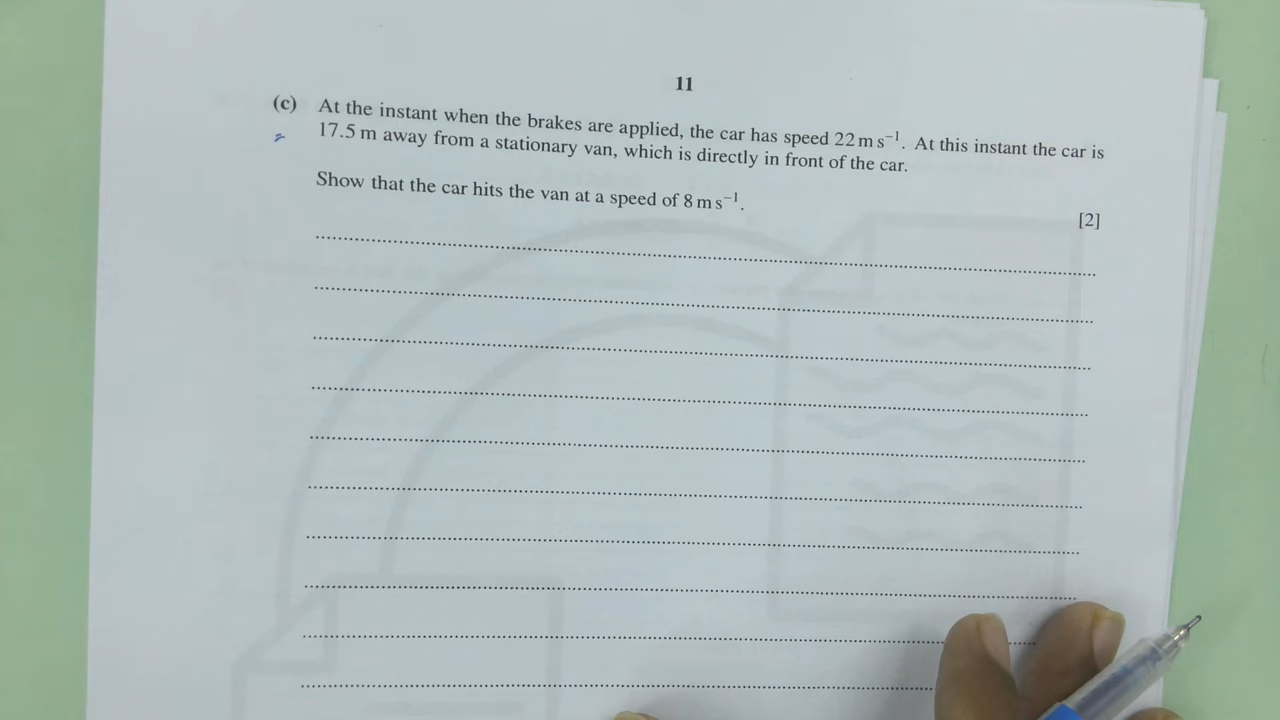 11
(c) At the instant when the brakes are applied, the car has speed 22 m s⁻¹. At this instant the car is
17.5 m away from a stationary van, which is directly in front of the car.
Show that the car hits the van at a speed of 8 m s⁻¹.
[2]